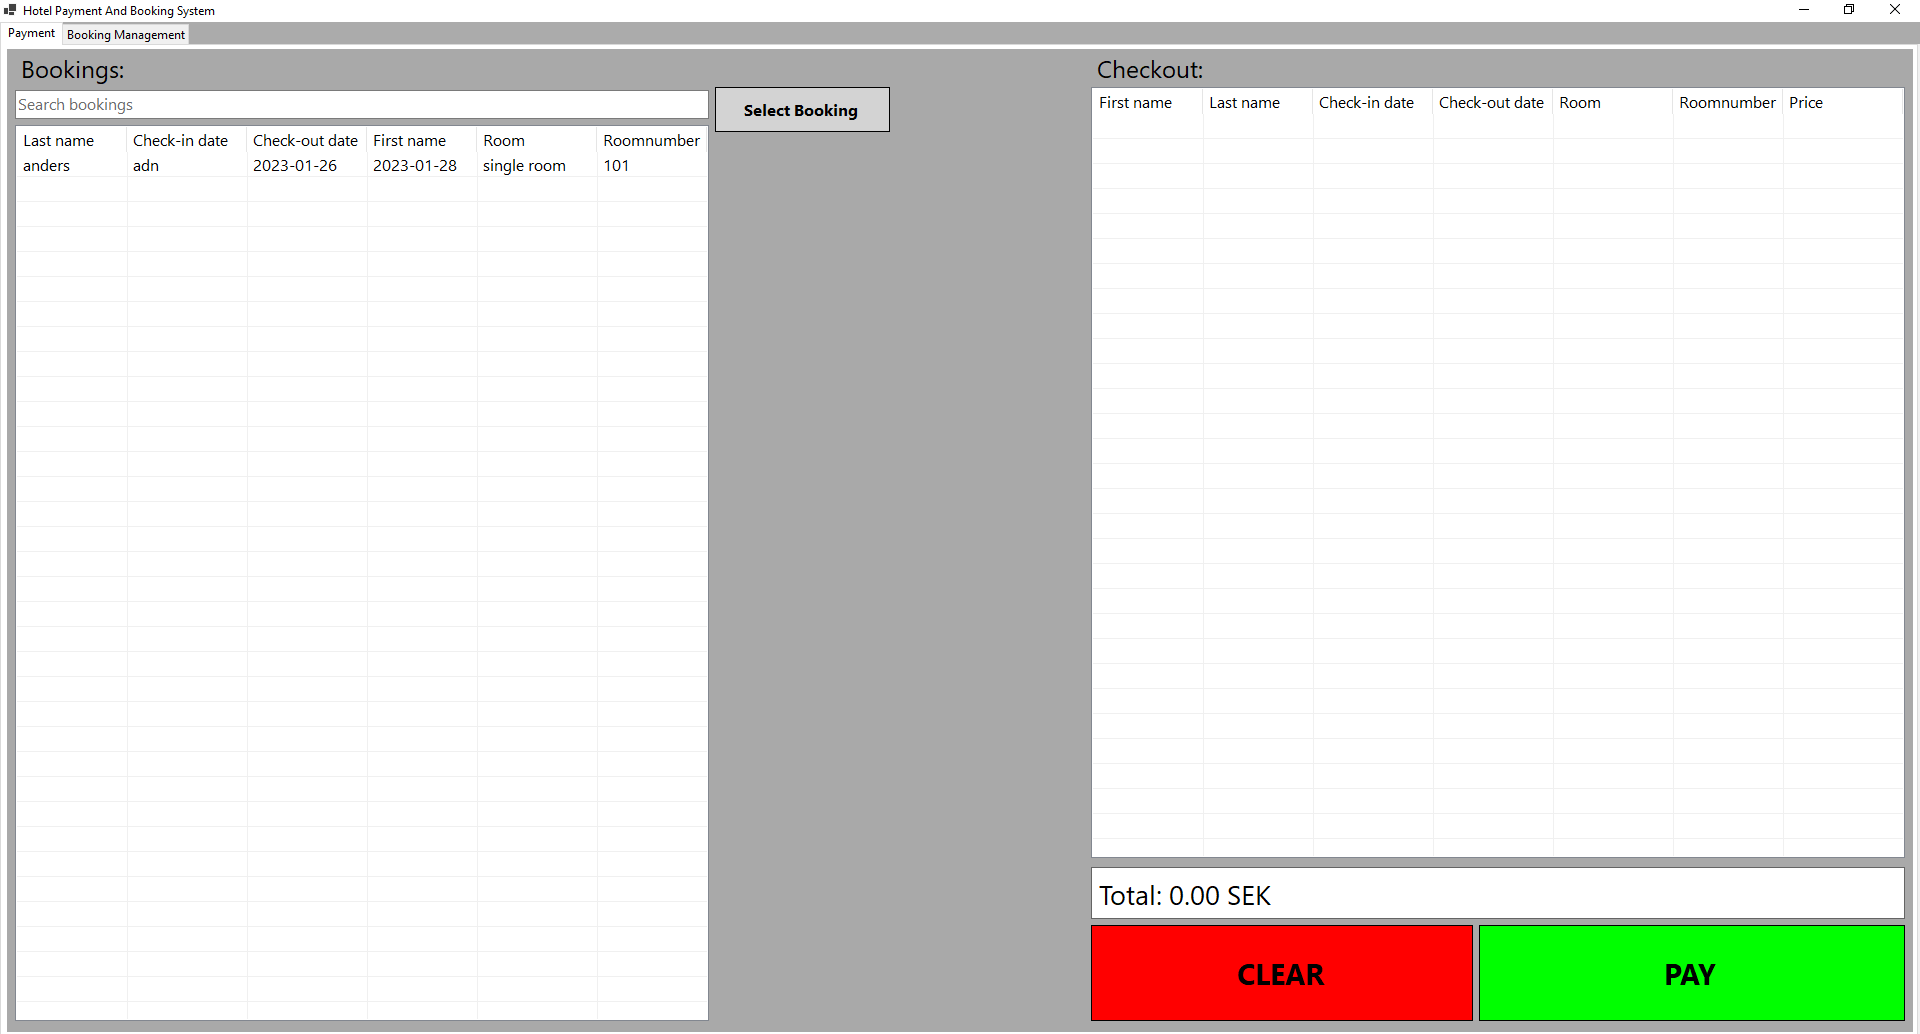 Hotel Payment And Booking System
Payment Booking Management
Bookings:
Search bookings
Select Booking
Last name Check-in date Check-out date First name Room Roomnumber
anders adn 2023-01-26 2023-01-28 single room 101
Checkout:
First name Last name Check-in date Check-out date Room Roomnumber Price
Total: 0.00 SEK
CLEAR PAY